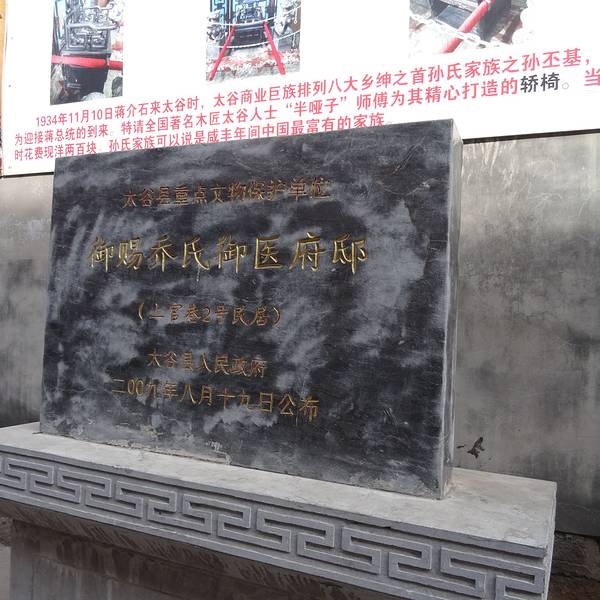 1934年11月10日蒋介石来太谷时，太谷商业巨族排列八大乡绅之首孙氏家族之孙丕基，
为迎接蒋总统的到来。特请全国著名木匠太谷人士“半哑子”师傅为其精心打造的轿椅。当
时花费现洋两百块。孙氏家族可以说是咸丰年间中国最富有的家族
太谷县重点文物保护单位
御赐乔氏御医府邸
（上官巷2号民居）
太谷县人民政府
二00九年八月十九日公布